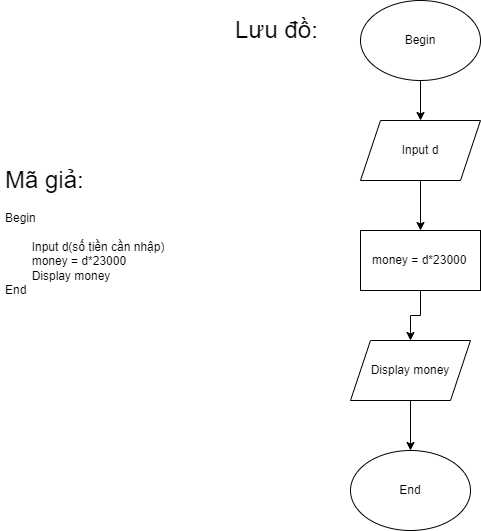 Lưu đồ:
Begin
Input d
money = d*23000
Display money
End
Mã giả:
Begin
Input d(số tiền cần nhập)
money = d*23000
Display money
End